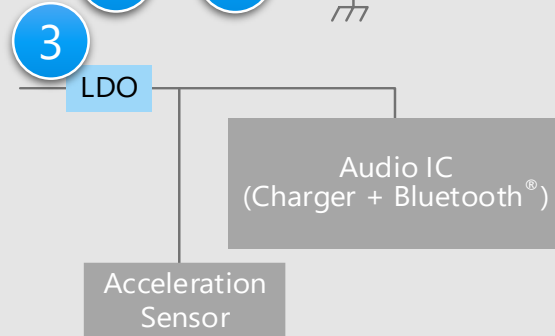 3
LDO
Audio IC
(Charger + Bluetooth®)
Acceleration
Sensor